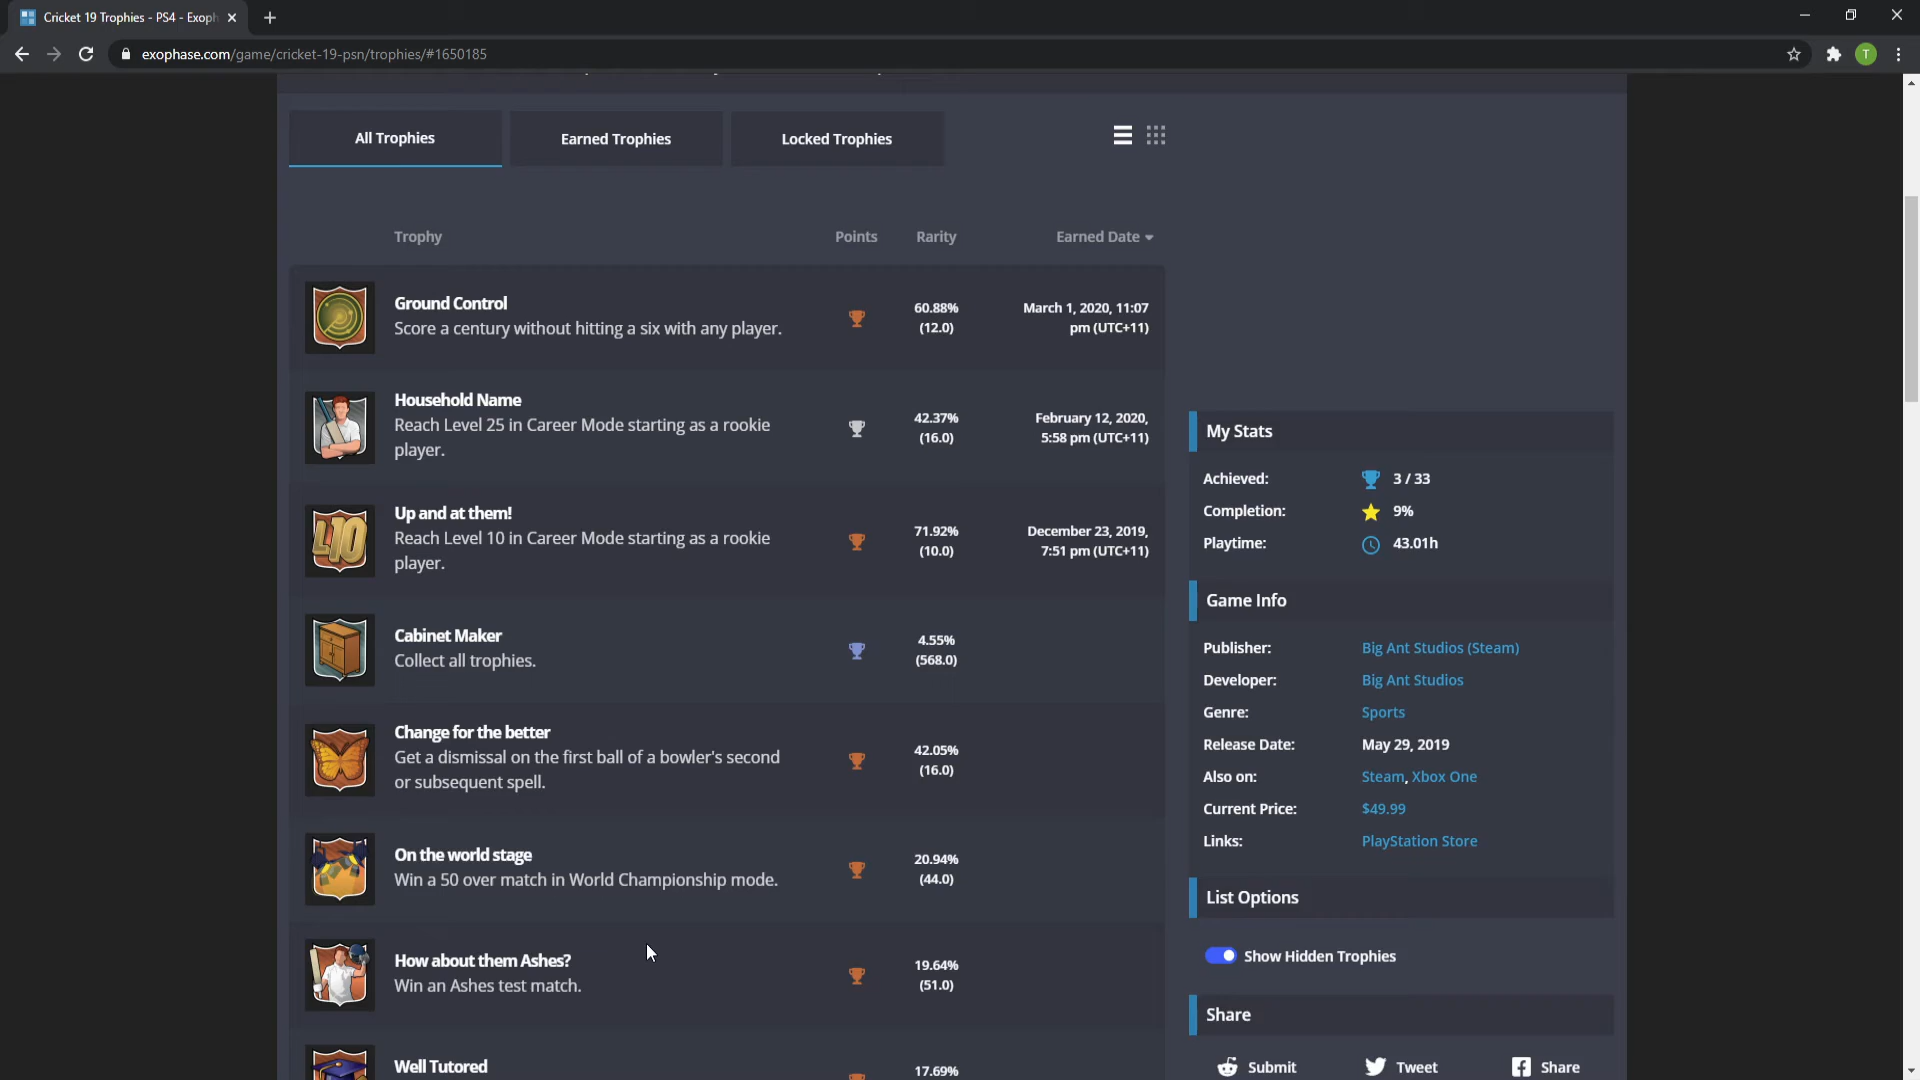 Cricket 19 Trophies - PS4 - Exoph
exophase.com/game/cricket-19-psn/trophies/#1650185
T
All Trophies
Earned Trophies
Locked Trophies
Trophy
Points
Rarity
Earned Date
Ground Control
Score a century without hitting a six with any player.
60.88%
(12.0)
March 1, 2020, 11:07
pm (UTC+11)
Household Name
Reach Level 25 in Career Mode starting as a rookie
player.
42.37%
(16.0)
February 12, 2020,
5:58 pm (UTC+11)
L10
Up and at them!
Reach Level 10 in Career Mode starting as a rookie
player.
71.92%
(10.0)
December 23, 2019,
7:51 pm (UTC+11)
Cabinet Maker
Collect all trophies.
4.55%
(568.0)
Change for the better
Get a dismissal on the first ball of a bowler's second
or subsequent spell.
42.05%
(16.0)
On the world stage
Win a 50 over match in World Championship mode.
20.94%
(44.0)
How about them Ashes?
Win an Ashes test match.
19.64%
(51.0)
Well Tutored
17.69%
My Stats
Achieved: 3 / 33
Completion: 9%
Playtime: 43.01h
Game Info
Publisher: Big Ant Studios (Steam)
Developer: Big Ant Studios
Genre: Sports
Release Date: May 29, 2019
Also on: Steam, Xbox One
Current Price: $49.99
Links: PlayStation Store
List Options
Show Hidden Trophies
Share
Submit
Tweet
Share